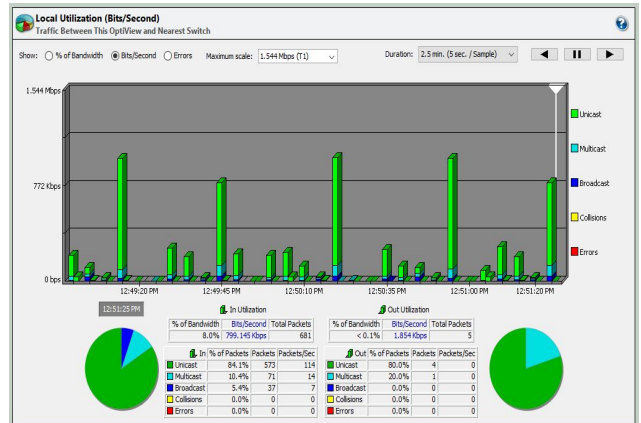 Local Utilization (Bits/Second)
Traffic Between This OptiView and Nearest Switch
?
Show: % of Bandwidth Bits/Second Errors Maximum scale: 1.544 Mbps (T1) Duration: 2.5 min. (5 sec. / Sample)
1.544 Mbps
Unicast
Multicast
772 Kbps
Broadcast
Collisions
Errors
0 bps
12:49:20 PM 12:49:45 PM 12:50:10 PM 12:50:35 PM 12:51:00 PM 12:51:20 PM
12:51:25 PM
In Utilization
% of Bandwidth Bits/Second Total Packets
8.0% 799.145 Kbps 681
In % of Packets Packets Packets/Sec
Unicast 84.1% 573 114
Multicast 10.4% 71 14
Broadcast 5.4% 37 7
Collisions 0.0% 0 0
Errors 0.0% 0 0
Out Utilization
% of Bandwidth Bits/Second Total Packets
< 0.1% 1.854 Kbps 5
Out % of Packets Packets Packets/Sec
Unicast 80.0% 4 0
Multicast 20.0% 1 0
Broadcast 0.0% 0 0
Collisions 0.0% 0 0
Errors 0.0% 0 0